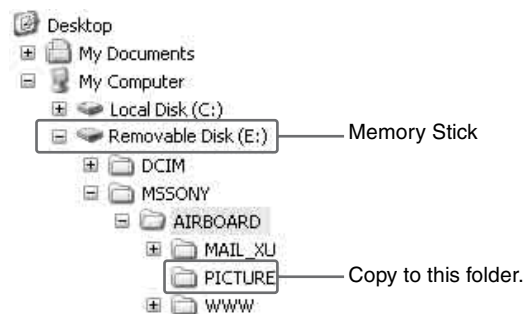 Desktop
My Documents
My Computer
Local Disk (C:)
Removable Disk (E:) Memory Stick
DCIM
MSSONY
AIRBOARD
MAIL_XU
PICTURE Copy to this folder.
WWW